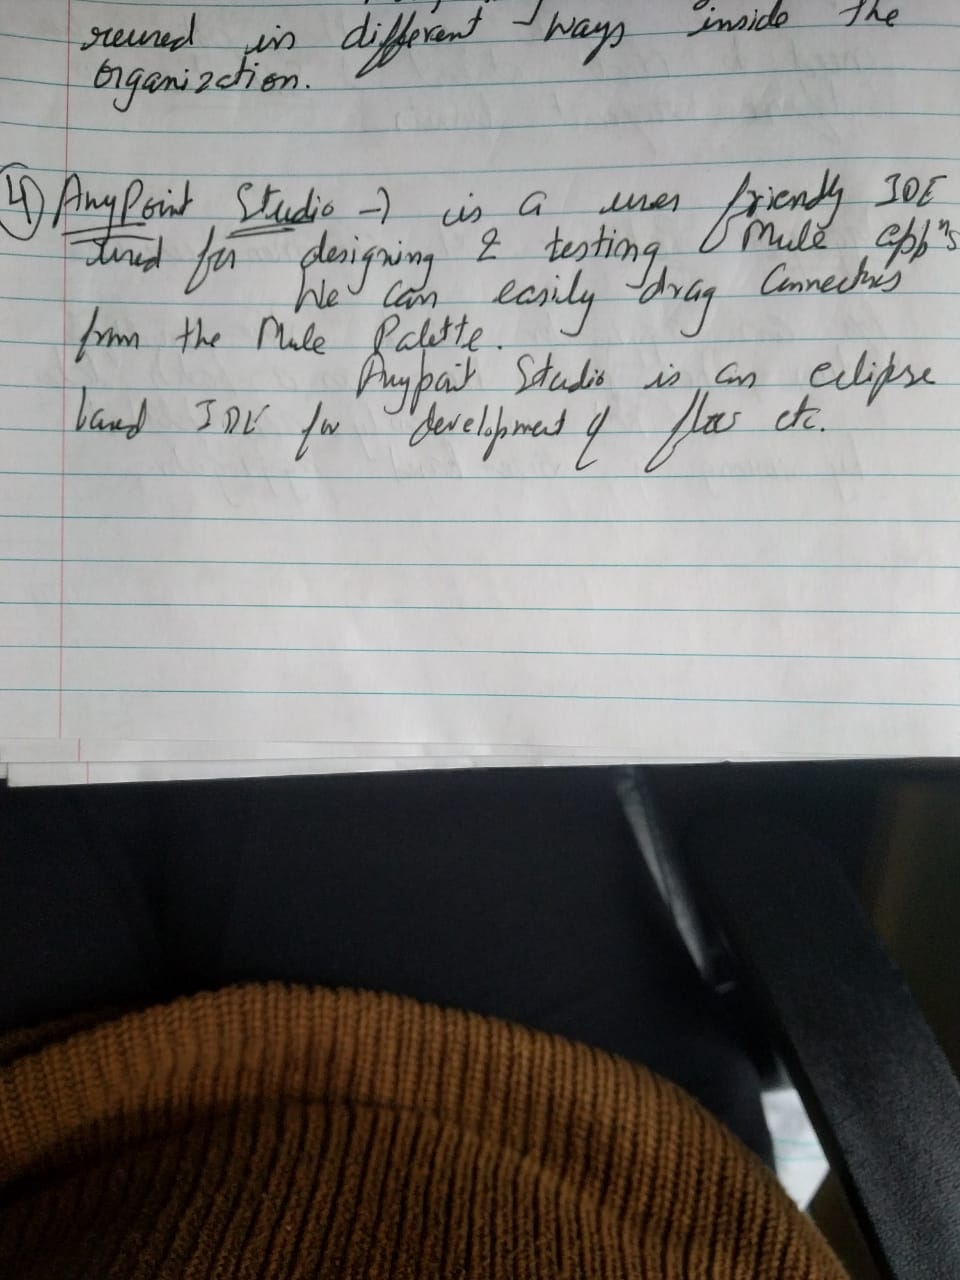 reused in different ways inside the
organization.
4) AnyPoint Studio → is a user friendly IDE
used for designing & testing Mule appⁿs
We can easily drag Connectors
from the Mule Palette.
Anypoint Studio is an eclipse
based IDE for development of flows etc.